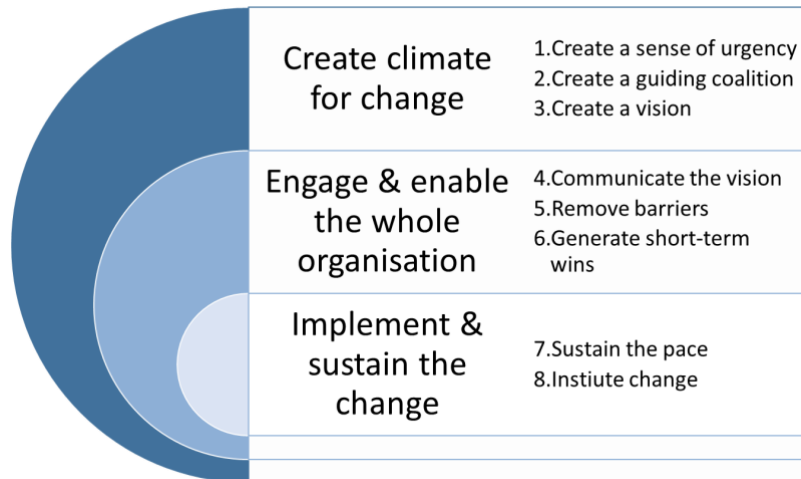 Create climate
for change
1.Create a sense of urgency
2.Create a guiding coalition
3.Create a vision
Engage & enable
the whole
organisation
4.Communicate the vision
5.Remove barriers
6.Generate short-term
wins
Implement &
sustain the
change
7.Sustain the pace
8.Instiute change